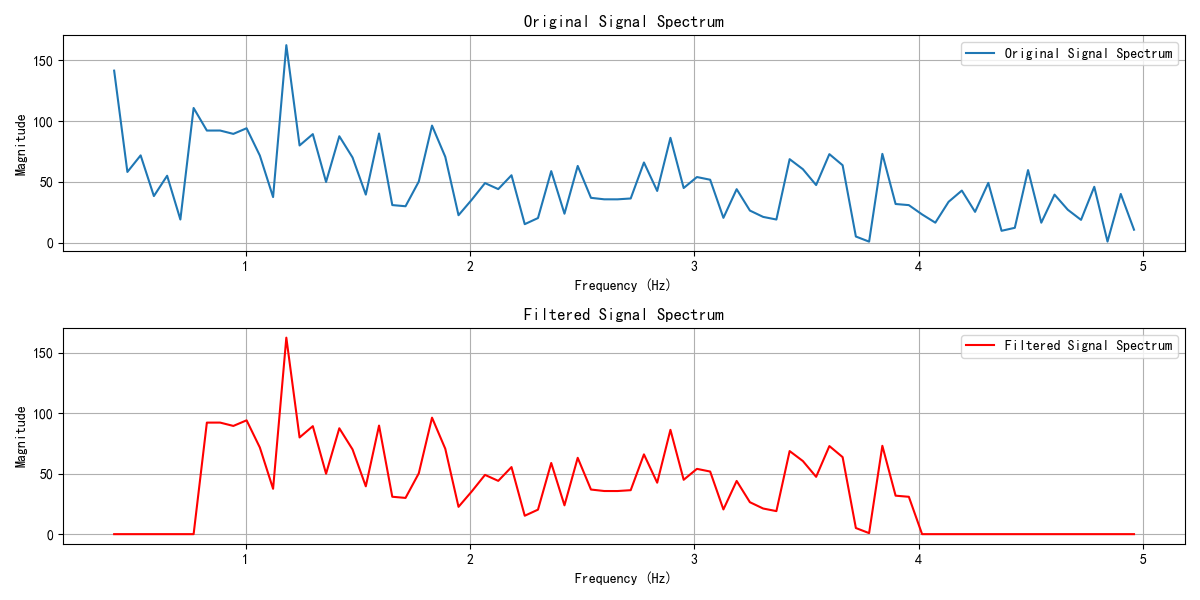 Original Signal Spectrum
Original Signal Spectrum
Magnitude
150
100
50
0
1 2 3 4 5
Frequency (Hz)
Filtered Signal Spectrum
Filtered Signal Spectrum
Magnitude
150
100
50
0
1 2 3 4 5
Frequency (Hz)